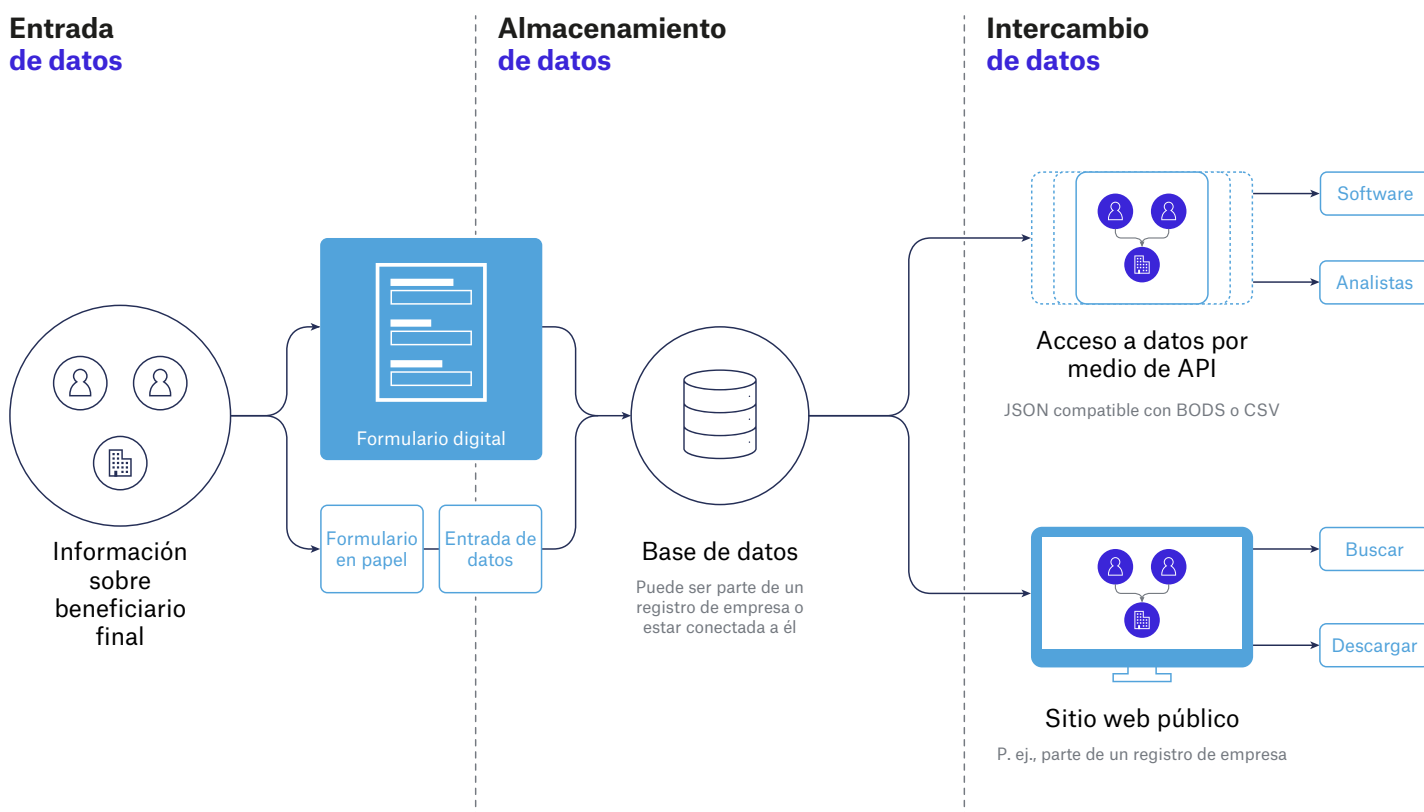 Entrada
de datos
Almacenamiento
de datos
Intercambio
de datos
Información
sobre
beneficiario
final
Formulario digital
Formulario
en papel
Entrada de
datos
Base de datos
Puede ser parte de un
registro de empresa o
estar conectada a él
Acceso a datos por
medio de API
JSON compatible con BODS o CSV
Software
Analistas
Sitio web público
P. ej., parte de un registro de empresa
Buscar
Descargar